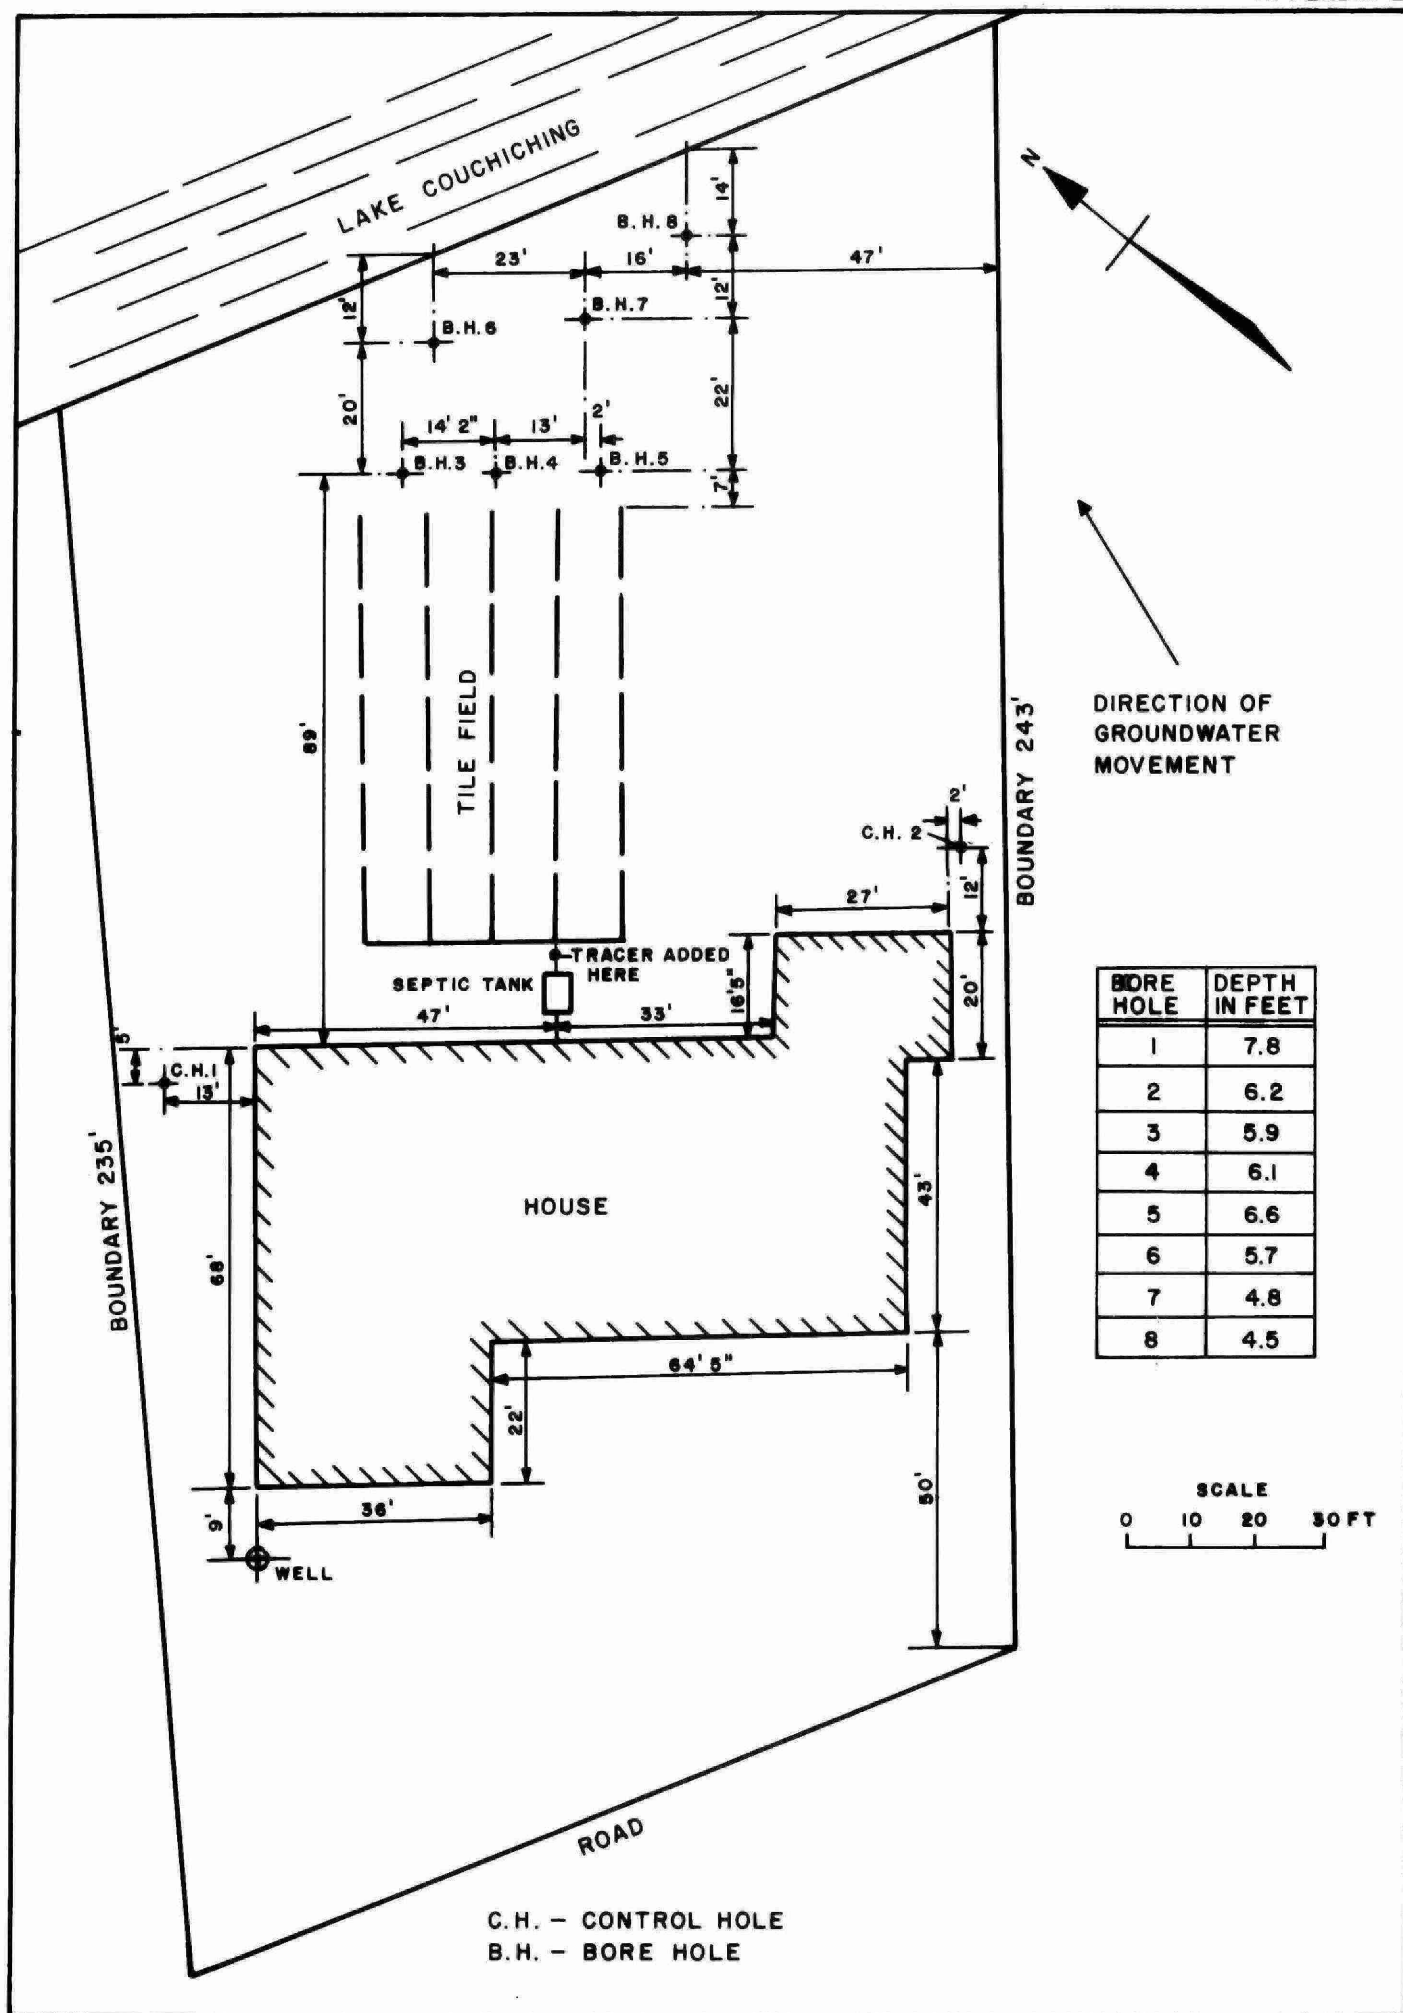 LAKE COUCHICHING
N
14'
B.H.8
23'
16'
47'
12'
12'
B.H.7
B.H.6
20'
22'
14' 2"
13'
2'
B.H.3
B.H.4
B.H.5
7'
89'
TILE FIELD
DIRECTION OF
GROUNDWATER
MOVEMENT
BOUNDARY 243'
2'
C.H. 2
12'
27'
TRACER ADDED
HERE
SEPTIC TANK
16'5"
20'
47'
33'
5'
C.H.1
13'
BORE HOLE DEPTH IN FEET
1 7.8
2 6.2
3 5.9
4 6.1
5 6.6
6 5.7
7 4.8
8 4.5
BOUNDARY 235'
HOUSE
43'
68'
64' 5"
22'
50'
36'
9'
WELL
SCALE
0 10 20 30 FT
ROAD
C.H. – CONTROL HOLE
B.H. – BORE HOLE